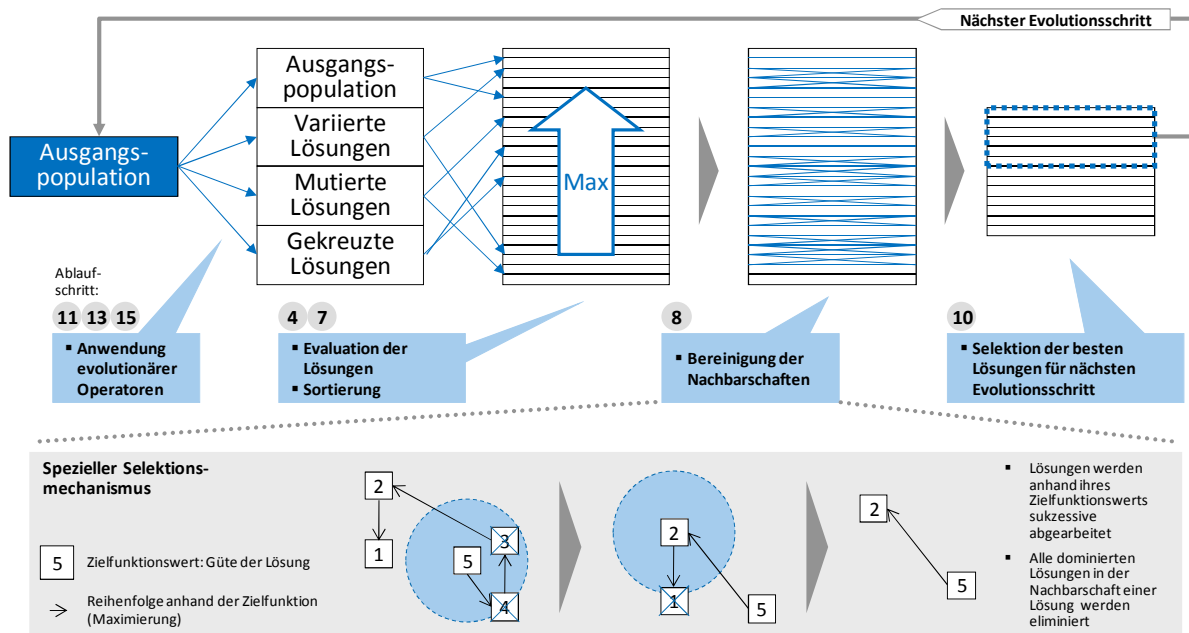 Nächster Evolutionsschritt
Ausgangs-
population
Ausgangs-
population
Variierte
Lösungen
Mutierte
Lösungen
Gekreuzte
Lösungen
Max
Ablauf-
schritt:
11 13 15
▪ Anwendung
evolutionärer
Operatoren
4 7
▪ Evaluation der
Lösungen
▪ Sortierung
8
▪ Bereinigung der
Nachbarschaften
10
▪ Selektion der besten
Lösungen für nächsten
Evolutionsschritt
Spezieller Selektions-
mechanismus
5 Zielfunktionswert: Güte der Lösung
Reihenfolge anhand der Zielfunktion
(Maximierung)
2
3
1
5
4
2
1
5
2
5
▪ Lösungen werden
anhand ihres
Zielfunktionswerts
sukzessive
abgearbeitet
▪ Alle dominierten
Lösungen in der
Nachbarschaft einer
Lösung werden
eliminiert